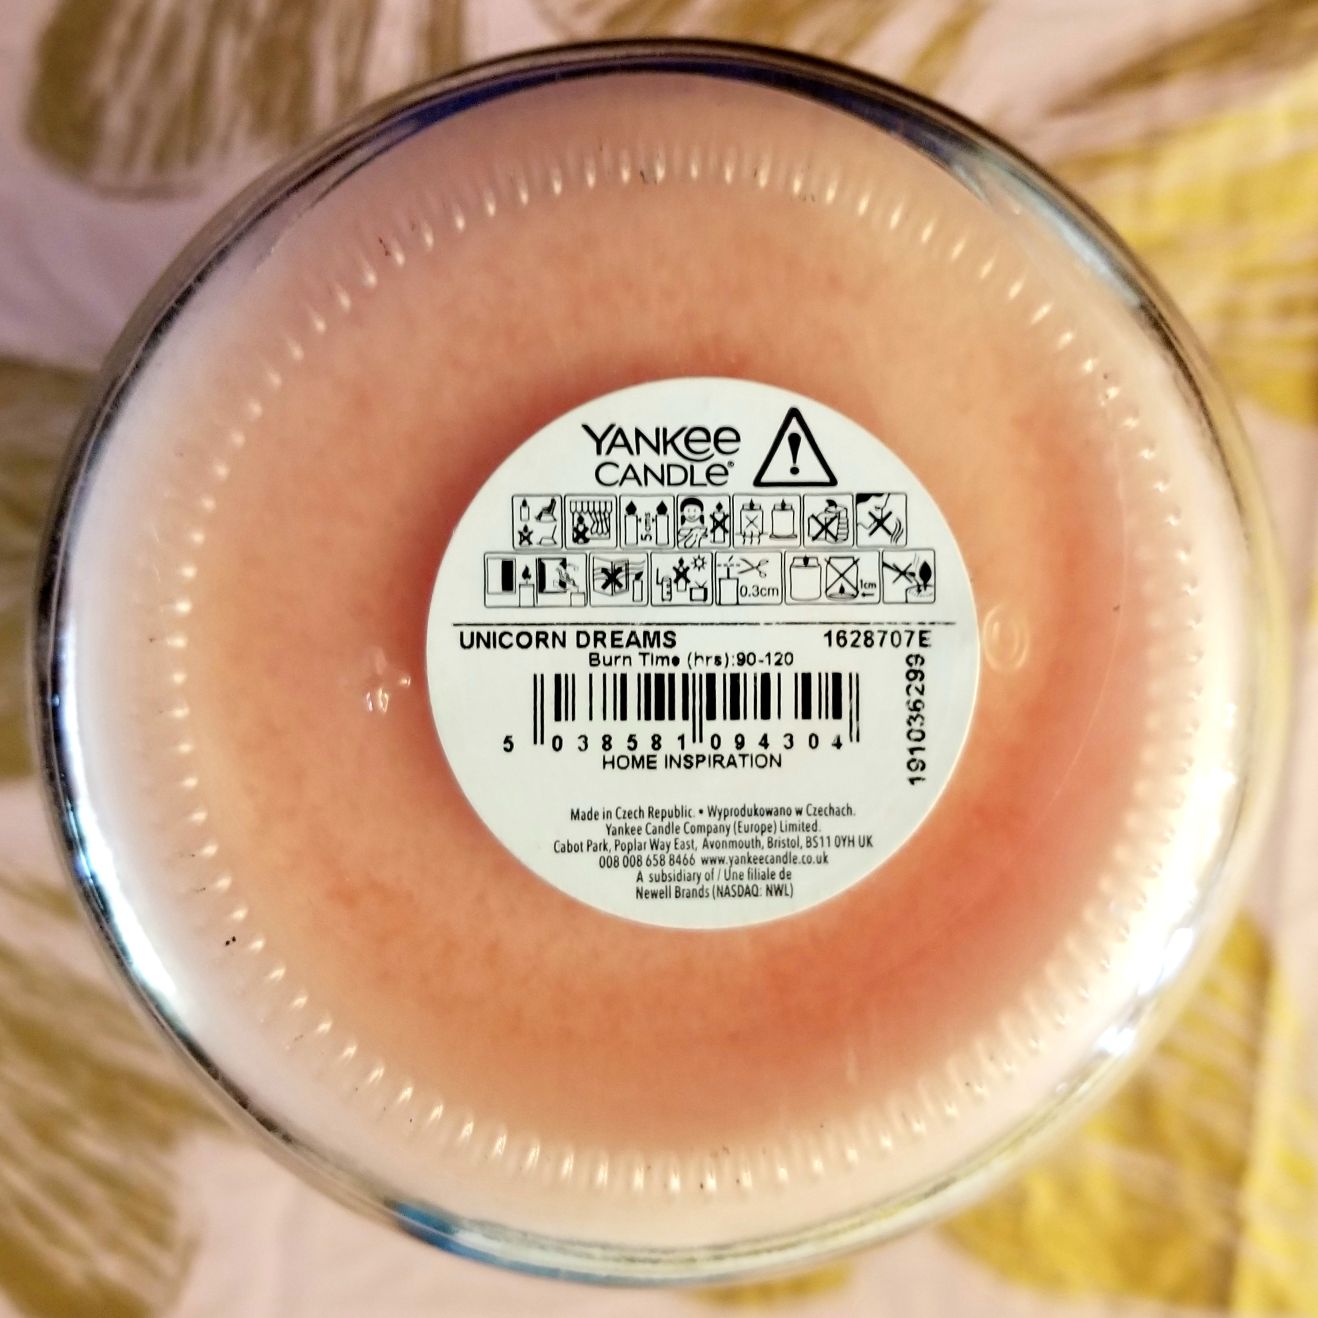 YANKEE
CANDLE®
5 cms
0.3cm
1cm
UNICORN DREAMS 1628707E
Burn Time (hrs):90-120
191036299
5 038581 094304
HOME INSPIRATION
Made in Czech Republic. • Wyprodukowano w Czechach.
Yankee Candle Company (Europe) Limited.
Cabot Park, Poplar Way East, Avonmouth, Bristol, BS11 0YH UK
008 008 658 8466 www.yankeecandle.co.uk
A subsidiary of / Une filiale de
Newell Brands (NASDAQ: NWL)